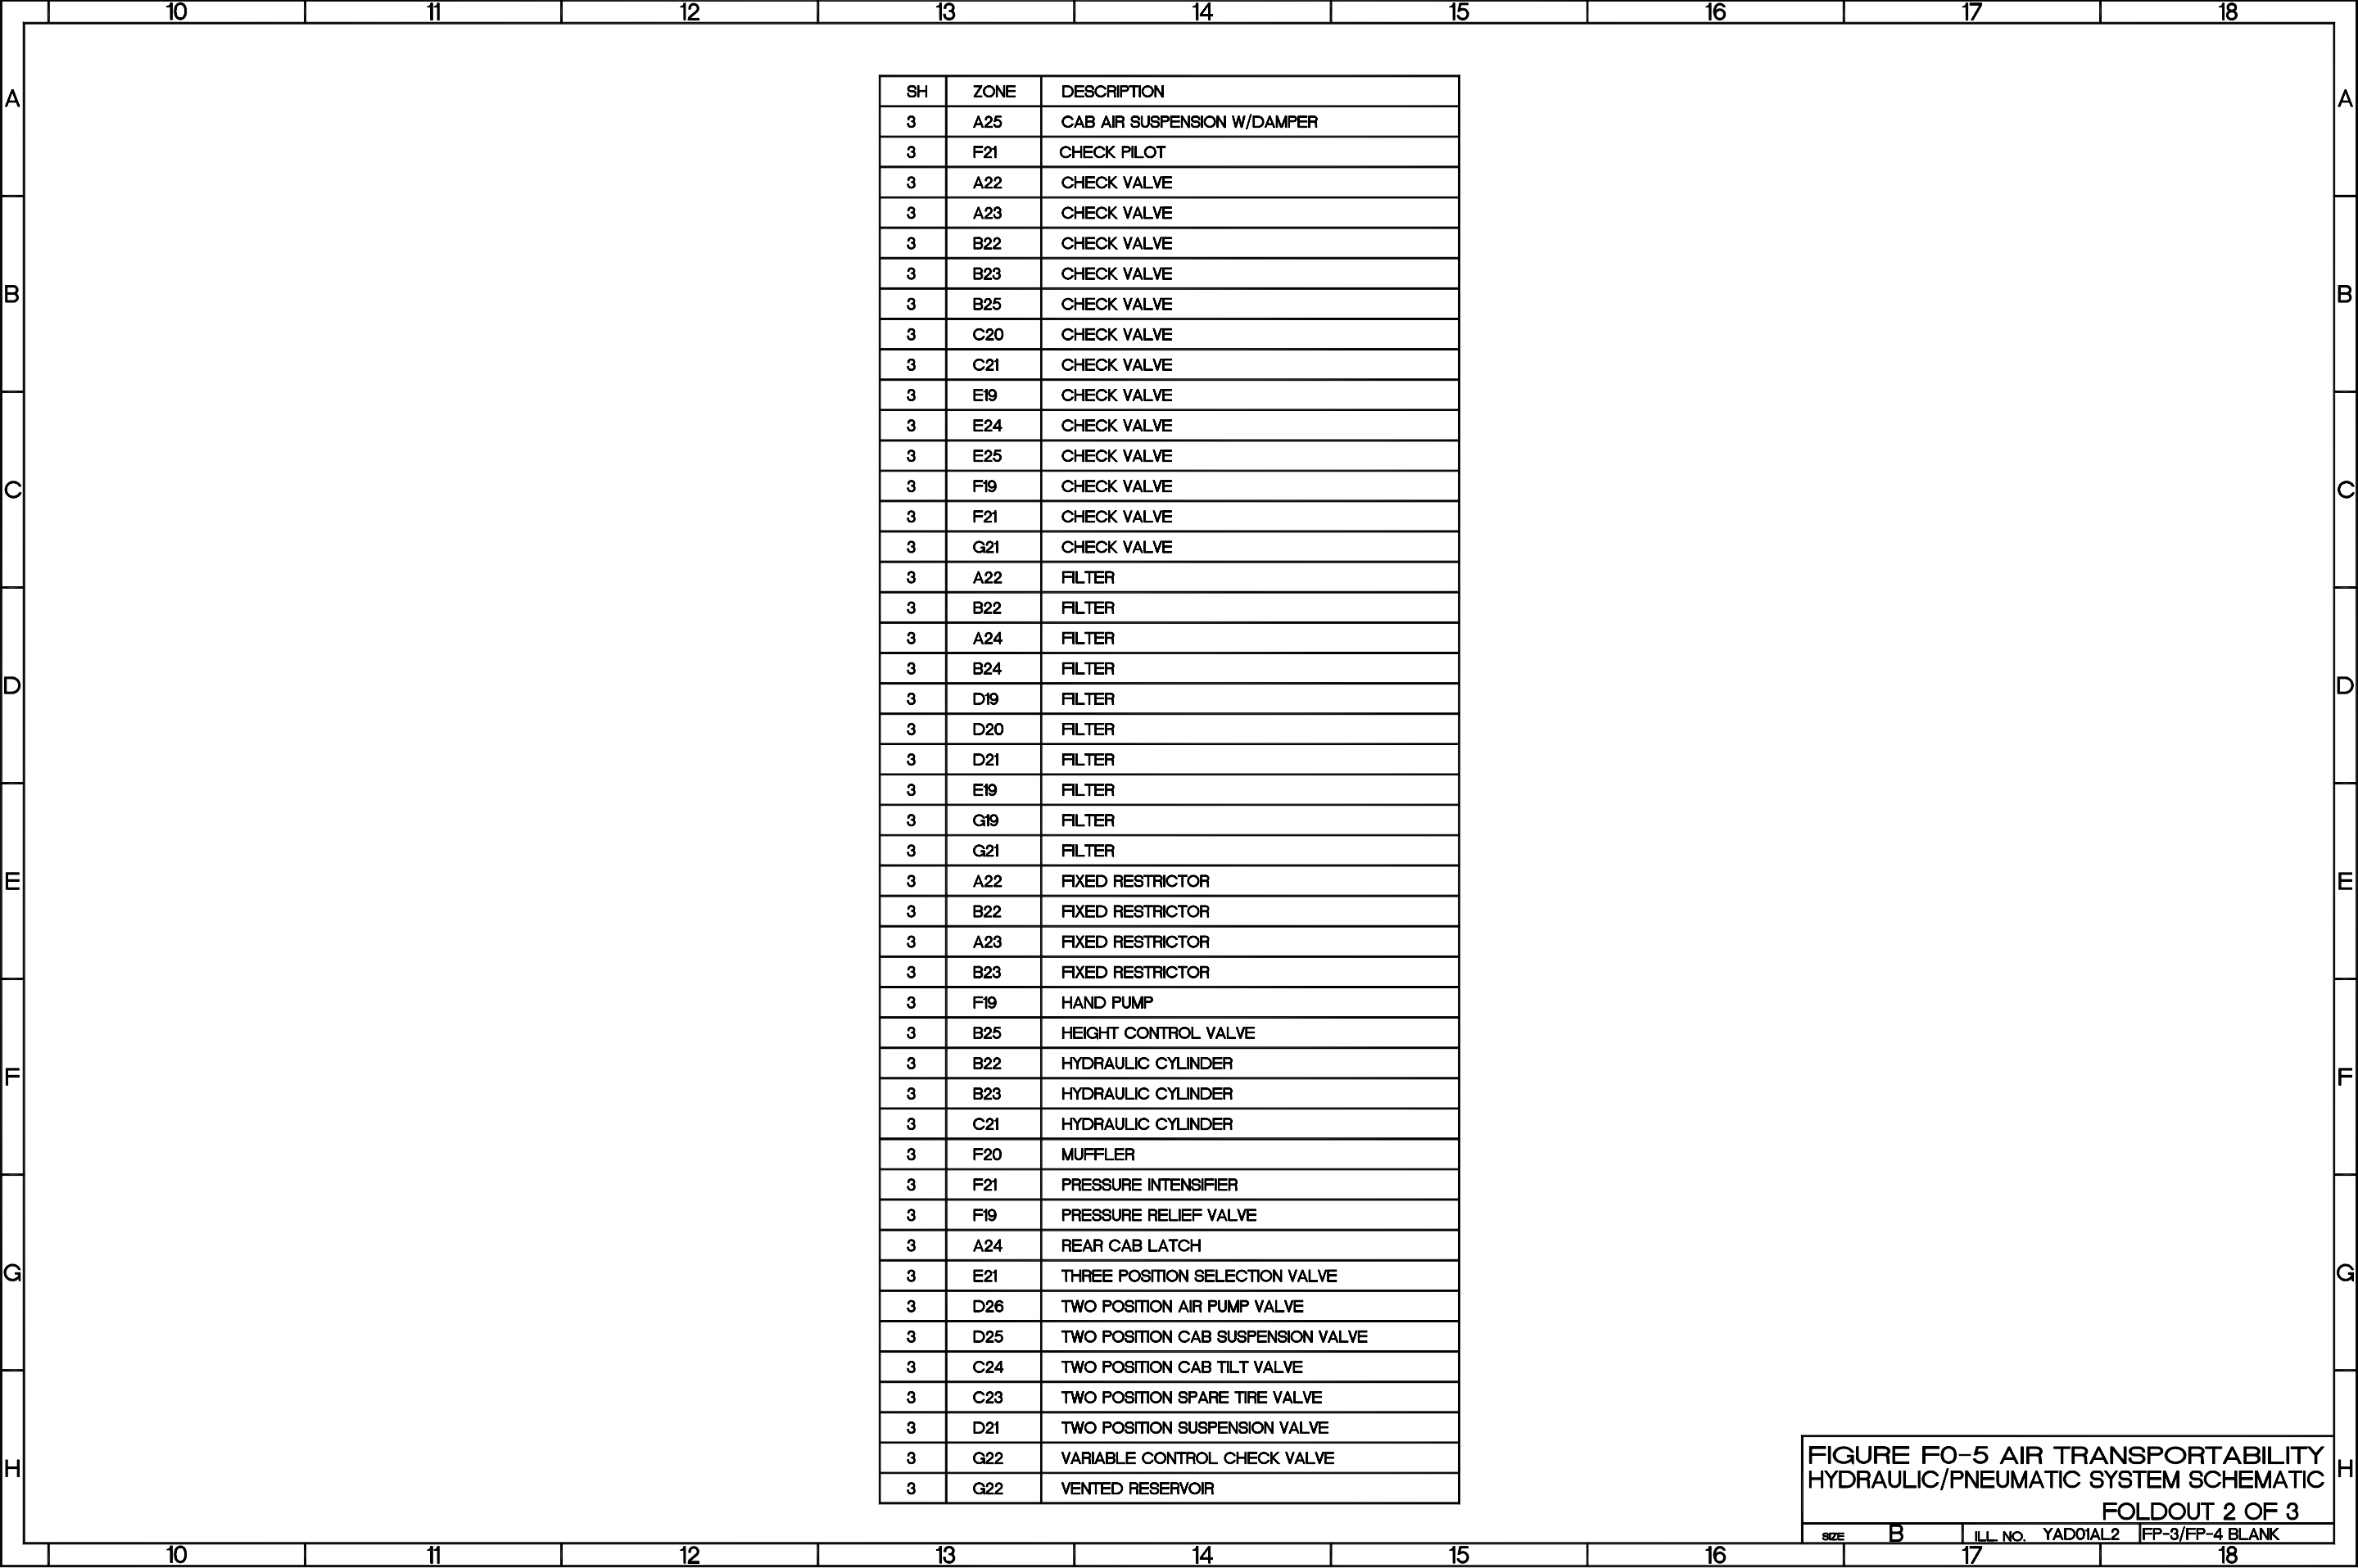 10 11 12 13 14 15 16 17 18
A A
B B
C C
D D
E E
F F
G G
H H
SH ZONE DESCRIPTION
3 A25 CAB AIR SUSPENSION W/DAMPER
3 F21 CHECK PILOT
3 A22 CHECK VALVE
3 A23 CHECK VALVE
3 B22 CHECK VALVE
3 B23 CHECK VALVE
3 B25 CHECK VALVE
3 C20 CHECK VALVE
3 C21 CHECK VALVE
3 E19 CHECK VALVE
3 E24 CHECK VALVE
3 E25 CHECK VALVE
3 F19 CHECK VALVE
3 F21 CHECK VALVE
3 G21 CHECK VALVE
3 A22 FILTER
3 B22 FILTER
3 A24 FILTER
3 B24 FILTER
3 D19 FILTER
3 D20 FILTER
3 D21 FILTER
3 E19 FILTER
3 G19 FILTER
3 G21 FILTER
3 A22 FIXED RESTRICTOR
3 B22 FIXED RESTRICTOR
3 A23 FIXED RESTRICTOR
3 B23 FIXED RESTRICTOR
3 F19 HAND PUMP
3 B25 HEIGHT CONTROL VALVE
3 B22 HYDRAULIC CYLINDER
3 B23 HYDRAULIC CYLINDER
3 C21 HYDRAULIC CYLINDER
3 F20 MUFFLER
3 F21 PRESSURE INTENSIFIER
3 F19 PRESSURE RELIEF VALVE
3 A24 REAR CAB LATCH
3 E21 THREE POSITION SELECTION VALVE
3 D26 TWO POSITION AIR PUMP VALVE
3 D25 TWO POSITION CAB SUSPENSION VALVE
3 C24 TWO POSITION CAB TILT VALVE
3 C23 TWO POSITION SPARE TIRE VALVE
3 D21 TWO POSITION SUSPENSION VALVE
3 G22 VARIABLE CONTROL CHECK VALVE
3 G22 VENTED RESERVOIR
FIGURE FO-5 AIR TRANSPORTABILITY
HYDRAULIC/PNEUMATIC SYSTEM SCHEMATIC
FOLDOUT 2 OF 3
SIZE B ILL. NO. YAD01AL2 FP-3/FP-4 BLANK
10 11 12 13 14 15 16 17 18